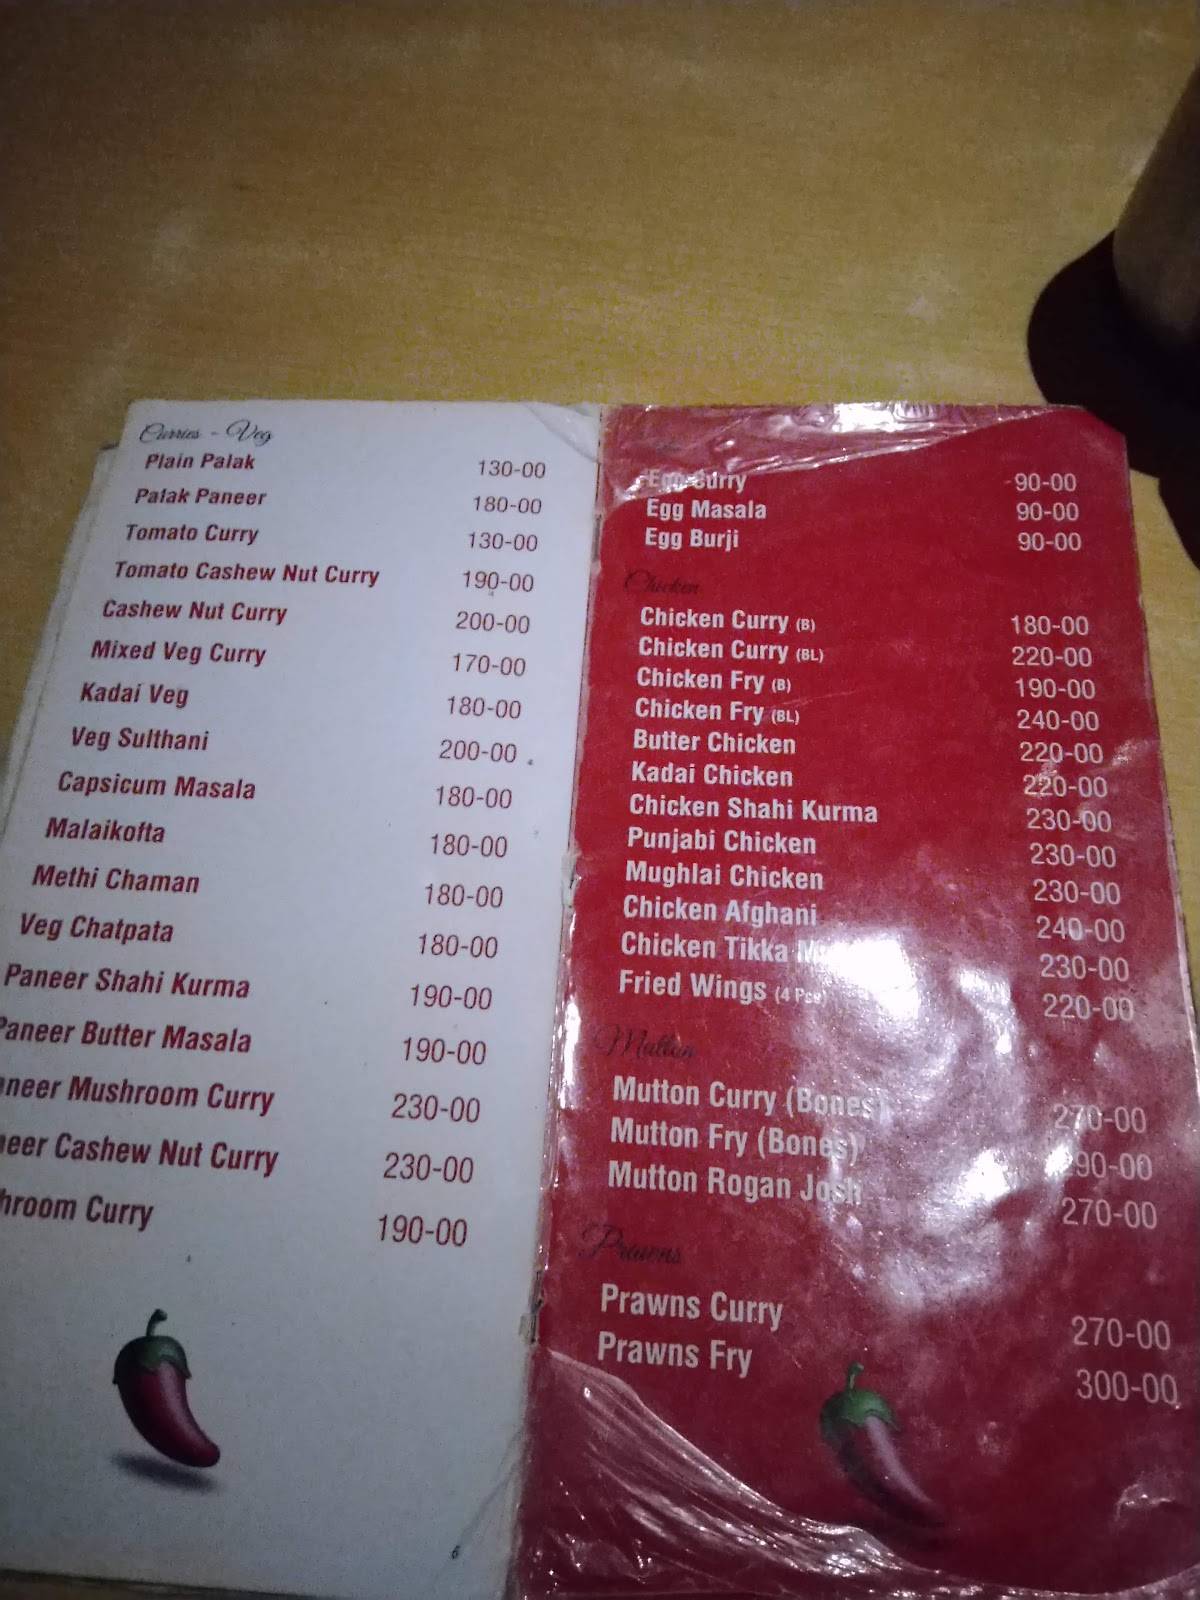 Curries - Veg
Plain Palak 130-00
Palak Paneer 180-00
Tomato Curry 130-00
Tomato Cashew Nut Curry 190-00
Cashew Nut Curry 200-00
Mixed Veg Curry 170-00
Kadai Veg 180-00
Veg Sulthani 200-00
Capsicum Masala 180-00
Malaikofta 180-00
Methi Chaman 180-00
Veg Chatpata 180-00
Paneer Shahi Kurma 190-00
Paneer Butter Masala 190-00
Mushroom Curry 230-00
Cashew Nut Curry 230-00
Curry 190-00
6
Egg Curry 90-00
Egg Masala 90-00
Egg Burji 90-00
Chicken
Chicken Curry (B) 180-00
Chicken Curry (BL) 220-00
Chicken Fry (B) 190-00
Chicken Fry (BL) 240-00
Butter Chicken 220-00
Kadai Chicken 220-00
Chicken Shahi Kurma 230-00
Punjabi Chicken 230-00
Mughlai Chicken 230-00
Chicken Afghani 240-00
Chicken Tikka 230-00
Fried Wings (4 Pcs) 220-00
Mutton
Mutton Curry (Bones) 270-00
Mutton Fry (Bones) 90-00
Mutton Rogan Josh 270-00
Prawns
Prawns Curry 270-00
Prawns Fry 300-00